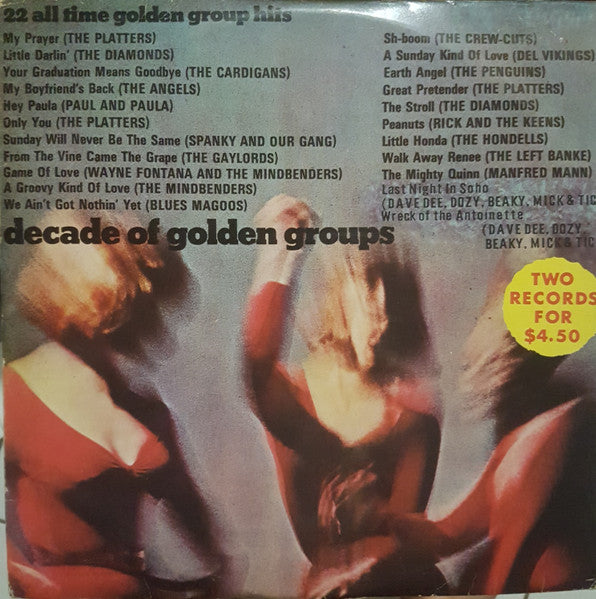 22 all time golden group hits
My Prayer (THE PLATTERS)
Little Darlin' (THE DIAMONDS)
Your Graduation Means Goodbye (THE CARDIGANS)
My Boyfriend's Back (THE ANGELS)
Hey Paula (PAUL AND PAULA)
Only You (THE PLATTERS)
Sunday Will Never Be The Same (SPANKY AND OUR GANG)
From The Vine Came The Grape (THE GAYLORDS)
Game Of Love (WAYNE FONTANA AND THE MINDBENDERS)
A Groovy Kind Of Love (THE MINDBENDERS)
We Ain't Got Nothin' Yet (BLUES MAGOOS)
Sh-boom (THE CREW-CUTS)
A Sunday Kind Of Love (DEL VIKINGS)
Earth Angel (THE PENGUINS)
Great Pretender (THE PLATTERS)
The Stroll (THE DIAMONDS)
Peanuts (RICK AND THE KEENS)
Little Honda (THE HONDELLS)
Walk Away Renee (THE LEFT BANKE)
The Mighty Quinn (MANFRED MANN)
Last Night In Soho
(DAVE DEE, DOZY, BEAKY, MICK & TIC
Wreck of the Antoinette
(DAVE DEE, DOZY,
BEAKY, MICK & TIC
decade of golden groups
TWO
RECORDS
FOR
$4.50